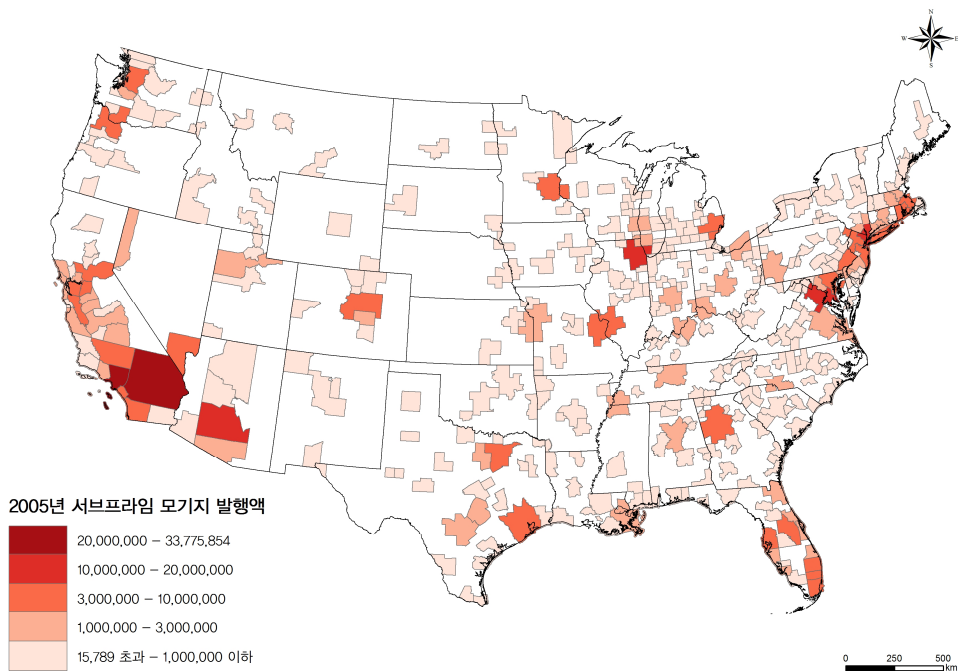 N
W E
S
2005년 서브프라임 모기지 발행액
20,000,000 – 33,775,854
10,000,000 – 20,000,000
3,000,000 – 10,000,000
1,000,000 – 3,000,000
15,789 초과 – 1,000,000 이하
0 250 500
km